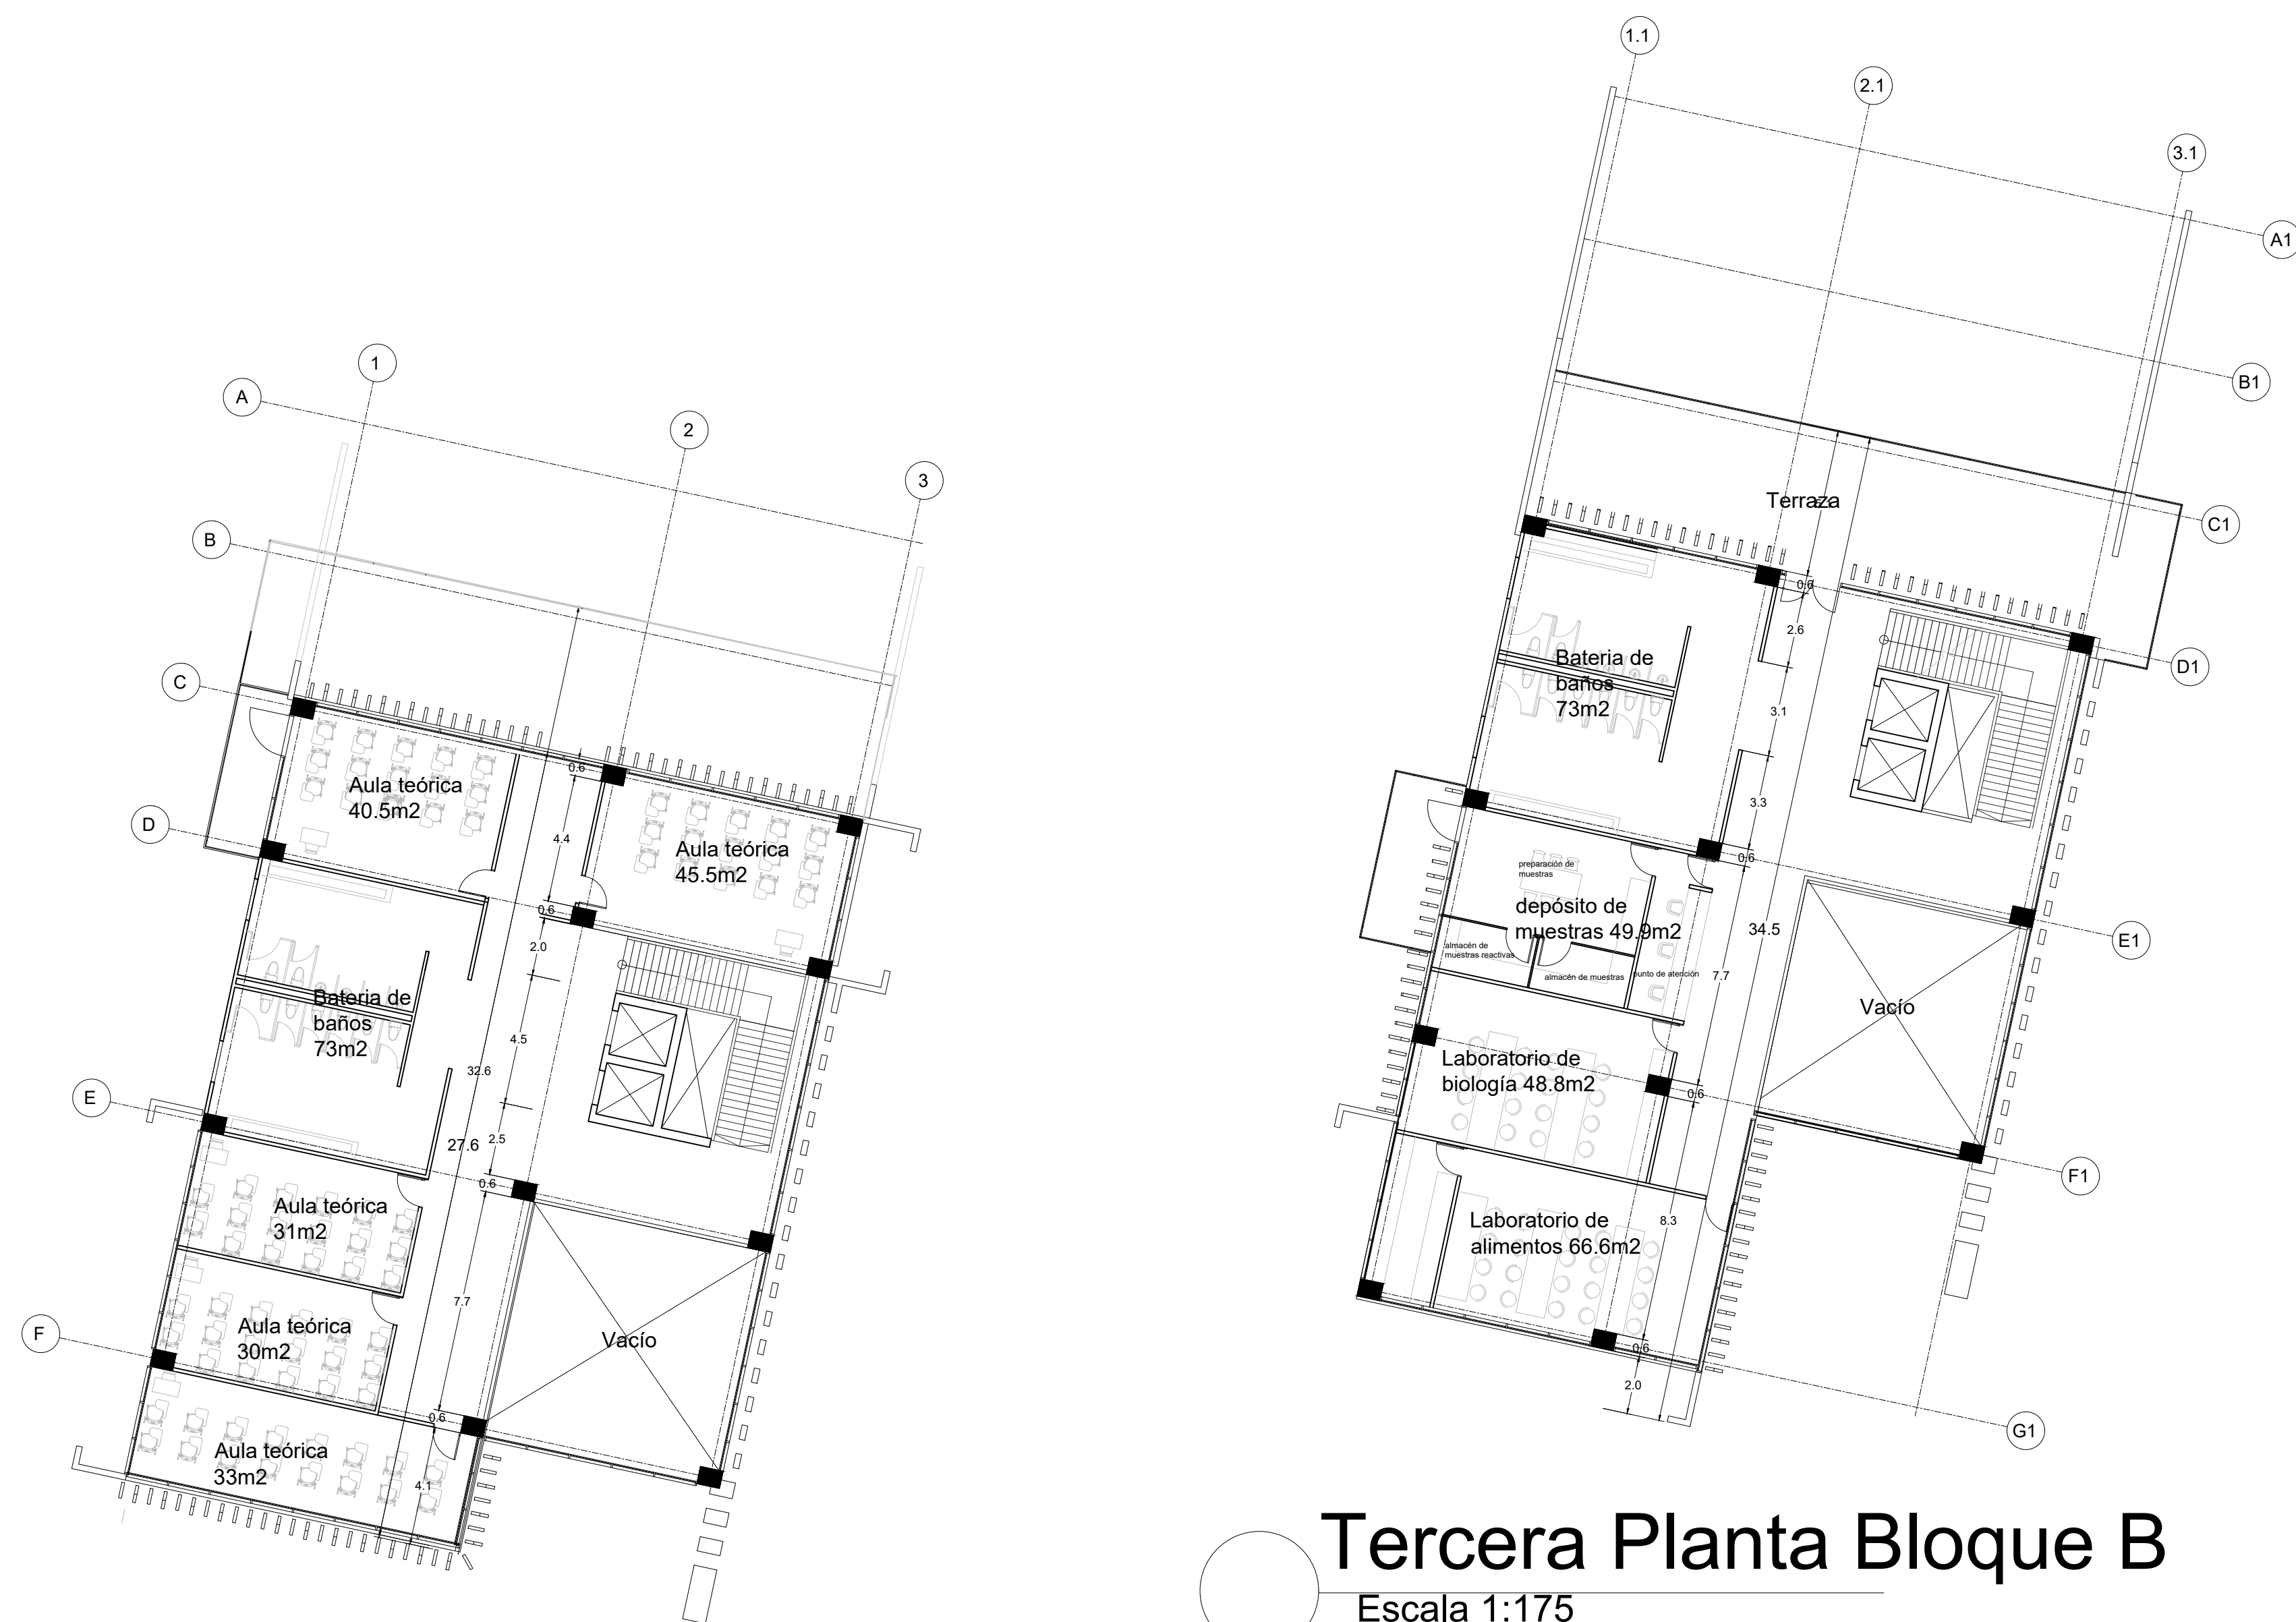 1
A
2
3
B
C
D
E
F
Aula teórica
40.5m2
Aula teórica
45.5m2
Bateria de
baños
73m2
Aula teórica
31m2
Aula teórica
30m2
Aula teórica
33m2
Vacío
0.6
4.4
0.6
2.0
4.5
32.6
2.5
27.6
0.6
7.7
0.6
4.1
1.1
2.1
3.1
A1
B1
C1
D1
E1
F1
G1
Terraza
0.6
2.6
3.1
3.3
0.6
34.5
7.7
0.6
8.3
0.6
2.0
Bateria de
baños
73m2
preparación de
muestras
depósito de
muestras 49.9m2
almacén de
muestras reactivas
almacén de muestras
punto de atención
Vacío
Laboratorio de
biología 48.8m2
Laboratorio de
alimentos 66.6m2
Tercera Planta Bloque B
Escala 1:175